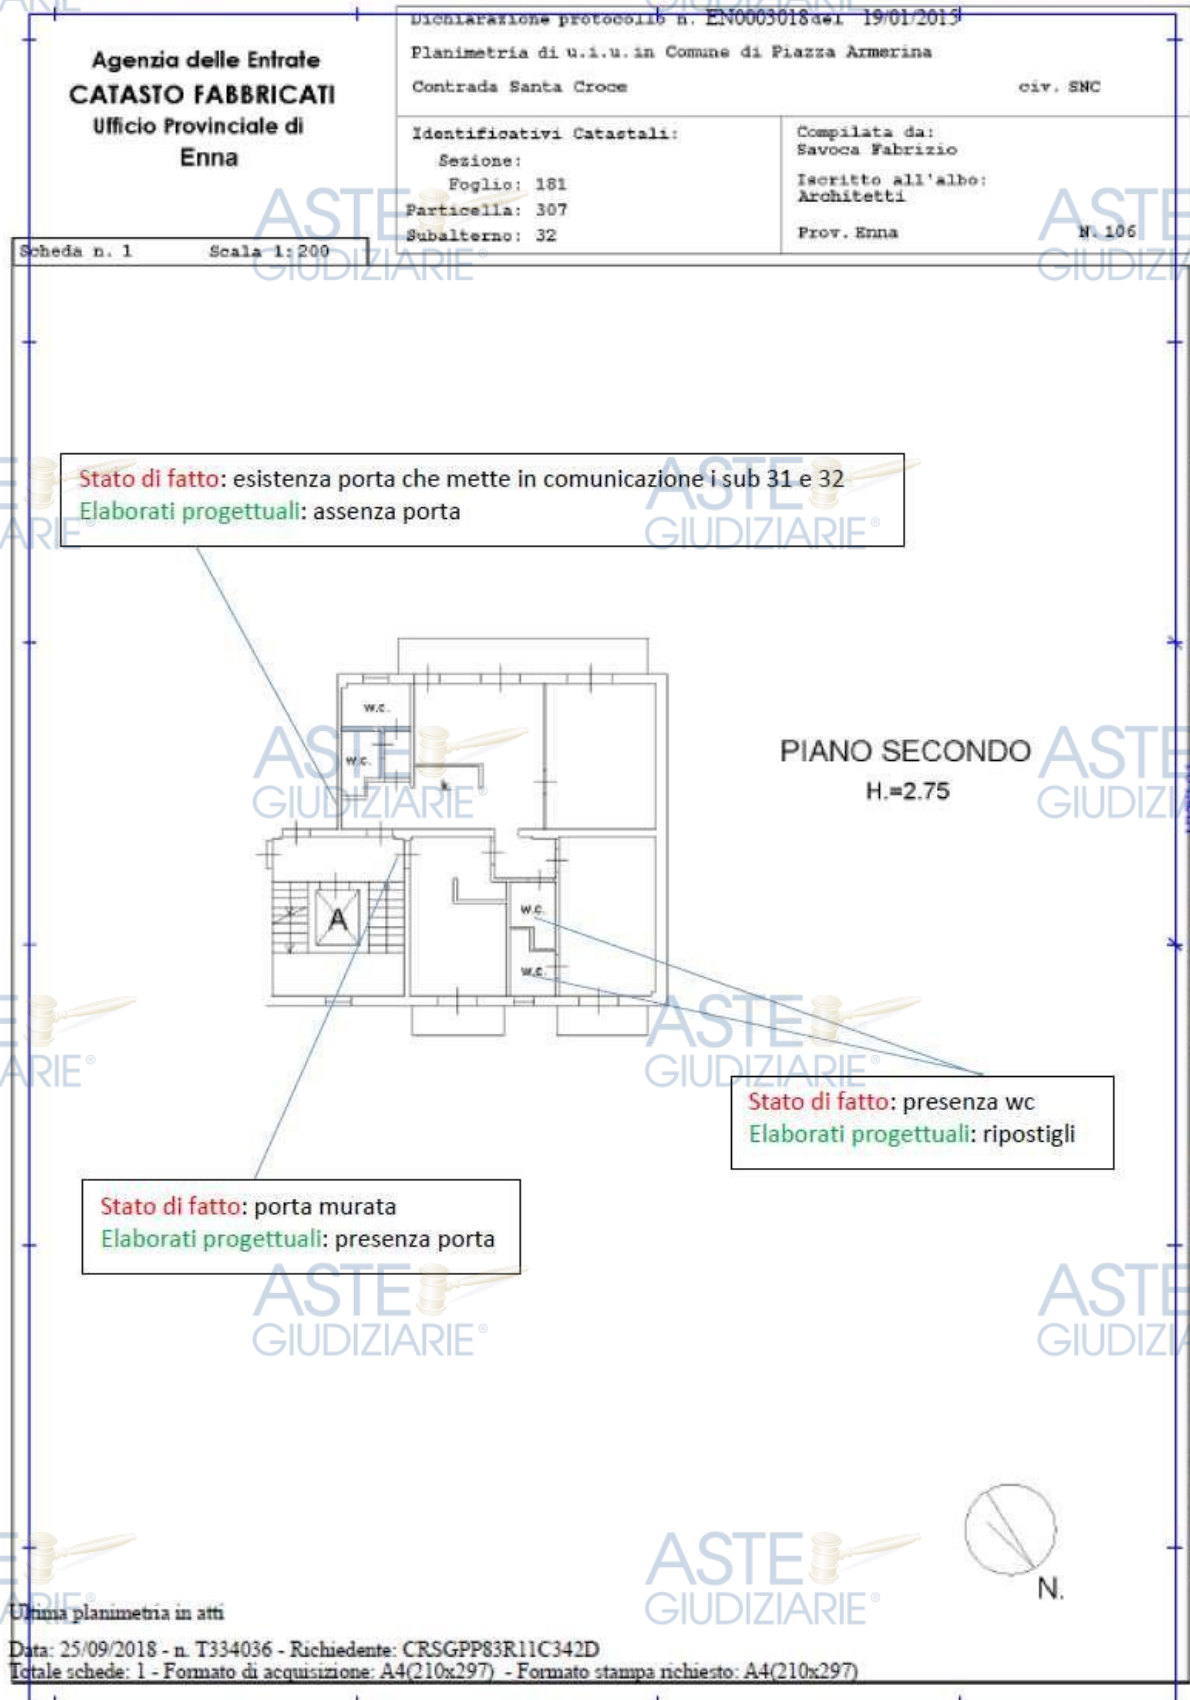 Agenzia delle Entrate
CATASTO FABBRICATI
Ufficio Provinciale di
Enna
Dichiarazione protocollo n. EN0003018 del 19/01/2015
Planimetria di u.i.u. in Comune di Piazza Armerina
Contrada Santa Croce civ. SNC
Identificativi Catastali:
Sezione:
Foglio: 181
Particella: 307
Subalterno: 32
Compilata da:
Savoca Fabrizio
Iscritto all'albo:
Architetti
Prov. Enna N. 106
Scheda n. 1 Scala 1:200
Stato di fatto: esistenza porta che mette in comunicazione i sub 31 e 32
Elaborati progettuali: assenza porta
w.c.
w.c.
k.
PIANO SECONDO
H.=2.75
A
w.c.
w.c.
Stato di fatto: presenza wc
Elaborati progettuali: ripostigli
Stato di fatto: porta murata
Elaborati progettuali: presenza porta
N.
Ultima planimetria in atti
Data: 25/09/2018 - n. T334036 - Richiedente: CRSGPP83R11C342D
Totale schede: 1 - Formato di acquisizione: A4(210x297) - Formato stampa richiesto: A4(210x297)
ASTE
GIUDIZIARIE®